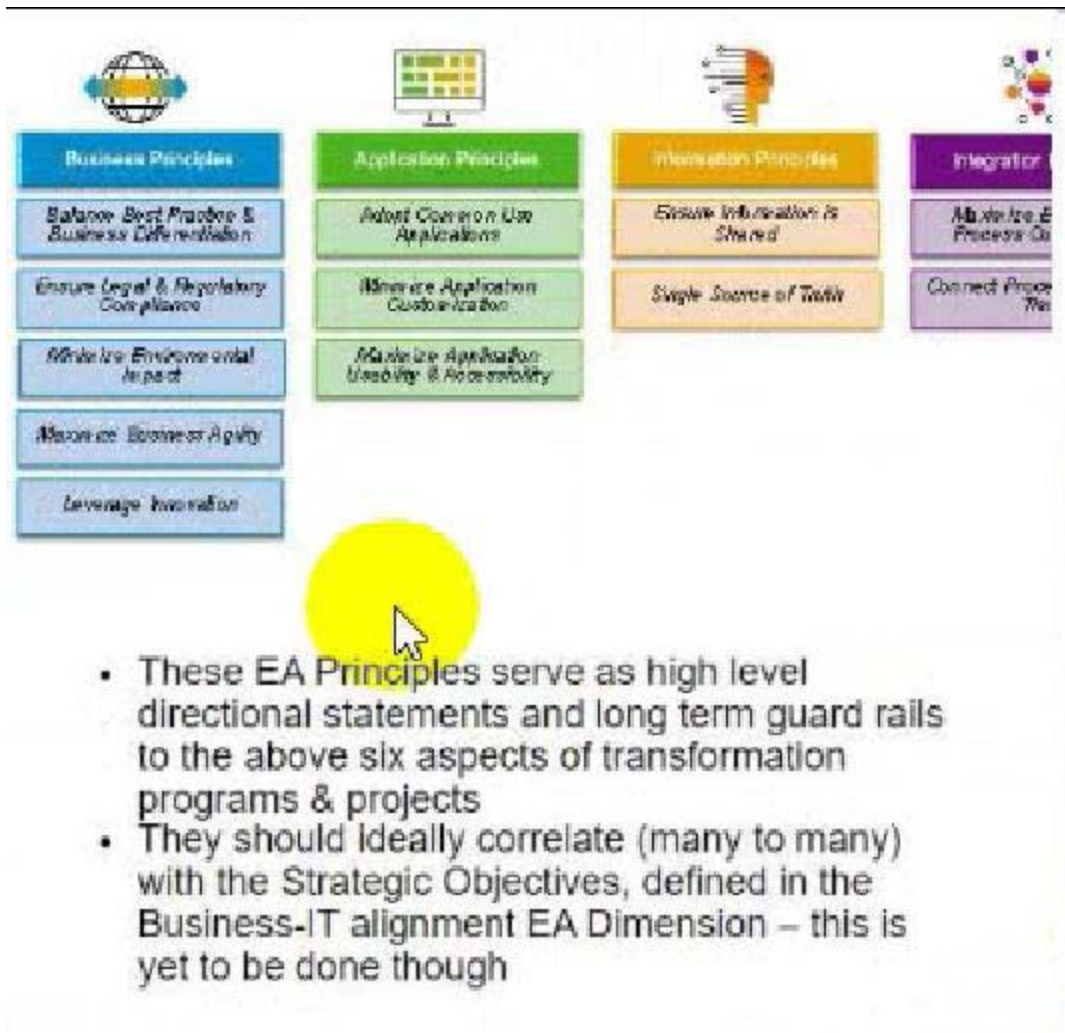 Business Principles
Application Principles
Information Principles
Integration
Balance Best Practice &
Business Differentiation
Adopt Common Use
Applications
Ensure Information is
Shared
Process
Ensure Legal & Regulatory
Compliance
Minimize Application
Customization
Single Source of Truth
Connect
Minimize Environmental
Impact
Maximize Application
Usability & Accessibility
Maximize Business Agility
Leverage Innovation
• These EA Principles serve as high level
directional statements and long term guard rails
to the above six aspects of transformation
programs & projects
• They should ideally correlate (many to many)
with the Strategic Objectives, defined in the
Business-IT alignment EA Dimension – this is
yet to be done though